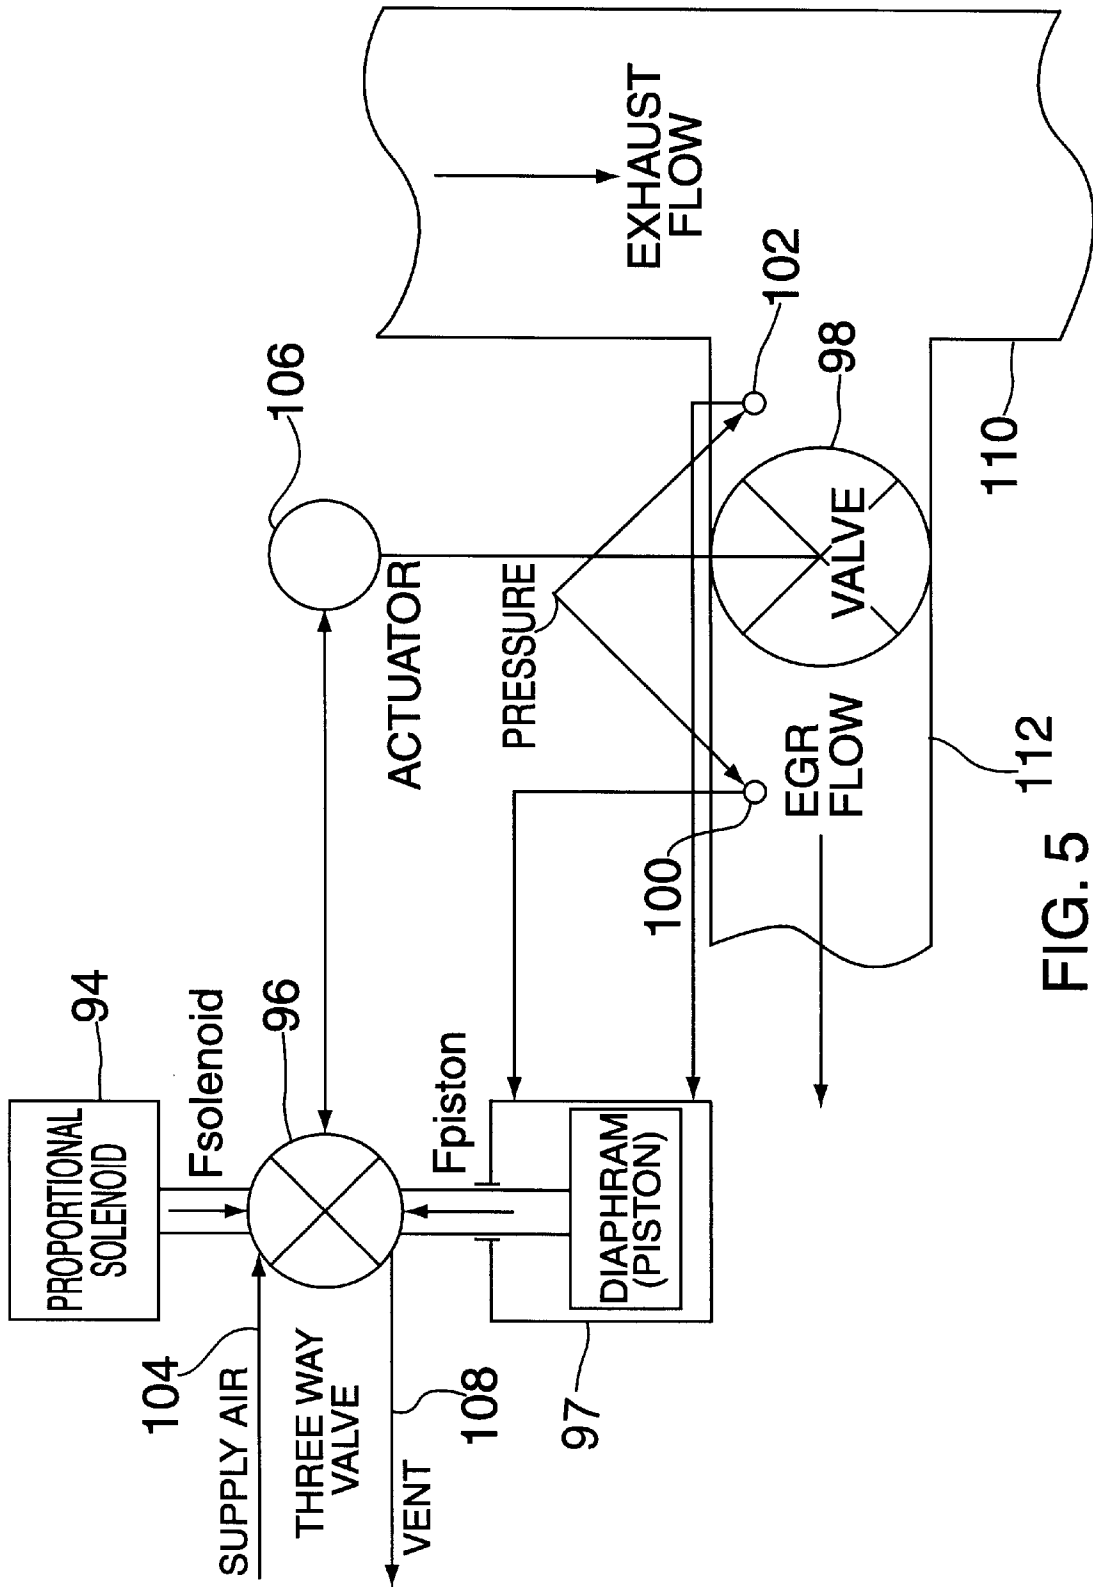 PROPORTIONAL
SOLENOID
94
Fsolenoid
96
104
SUPPLY AIR
THREE WAY
VALVE
108
VENT
Fpiston
DIAPHRAM
(PISTON)
97
106
ACTUATOR
PRESSURE
100
102
EXHAUST
FLOW
98
VALVE
EGR
FLOW
110
112
FIG. 5